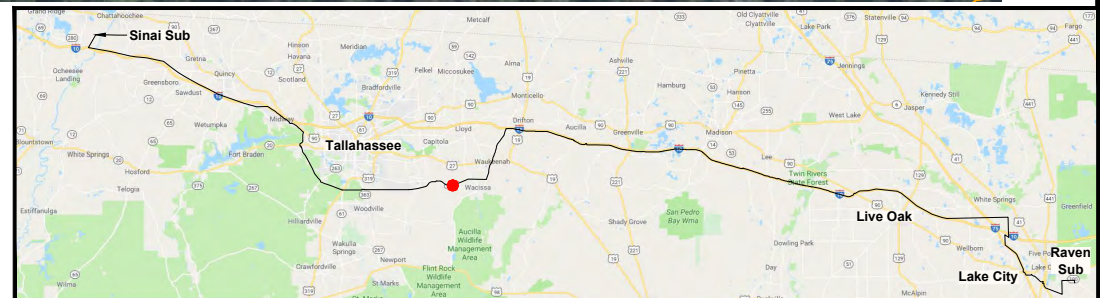 Grand Ridge
Chattahoochee
Metcalf
Old Clyattville
Clyattville
Lake Park
Statenville
Fargo
Sinai Sub
Hinson
Havana
Meridian
Ashville
Jennings
Ocheesee
Landing
Gretna
Quincy
Scotland
Felkel
Miccosukee
Alma
Pinetta
Greensboro
Sawdust
Bradfordville
Monticello
Hamburg
Hanson
Kennedy Still
Jasper
Wetumpka
Midway
Lloyd
Drifton
Aucilla
Greenville
Madison
West Lake
Blountstown
Tallahassee
Capitola
White Springs
Hosford
Fort Braden
Waukeenah
Lee
Telogia
Wacissa
Twin Rivers
State Forest
White Springs
Estiffanulga
Woodville
Hilliardville
Shady Grove
San Pedro
Bay Wma
Live Oak
Greenfield
Aucilla
Wildlife
Management
Area
Wakulla
Springs
Dowling Park
Wellborn
Raven
Sub
Crawfordville
Newport
Flint Rock
Wildlife
Management
Area
Day
Lake City
Wilma
St Marks
McAlpin